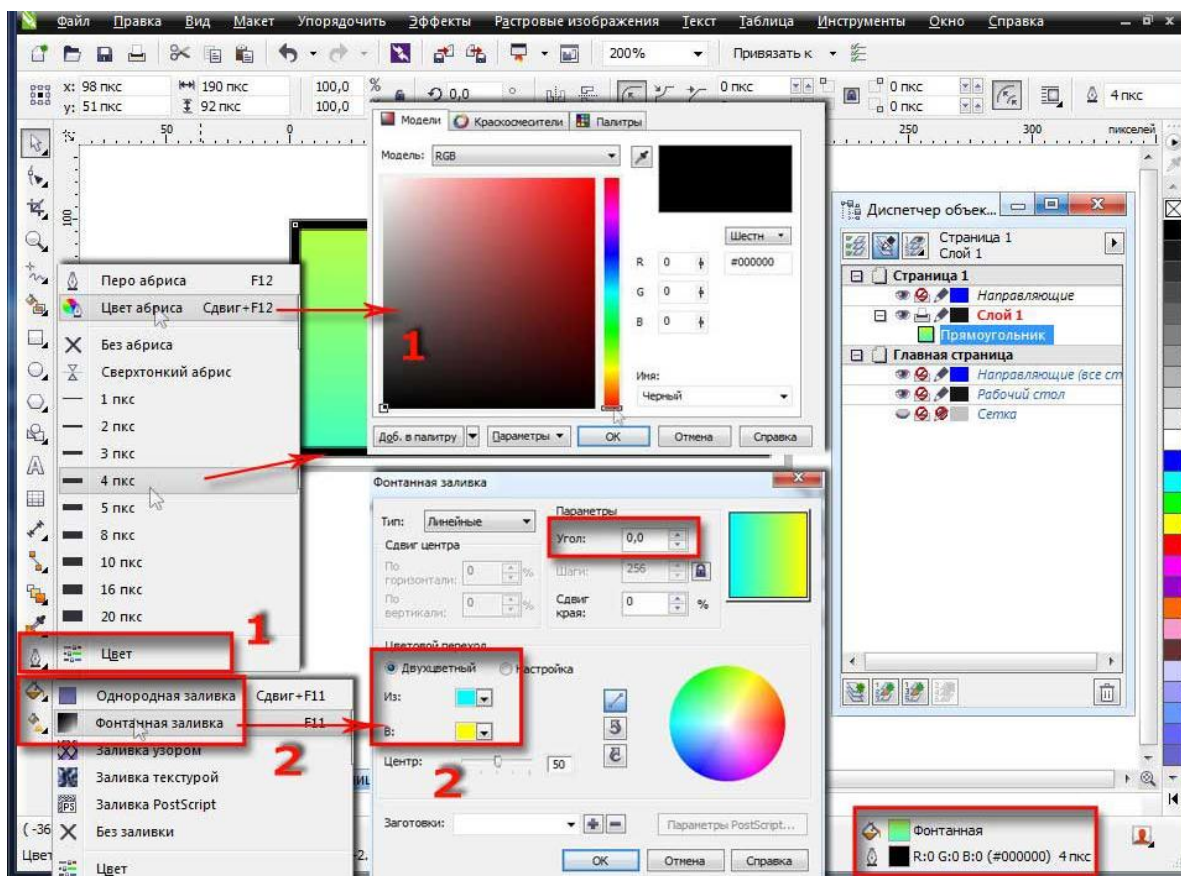 Файл Правка Вид Макет Упорядочить Эффекты Растровые изображения Текст Таблица Инструменты Окно Справка
200% Привязать к
x: 98 пкс 190 пкс 100,0 % 0,0 ° 0 пкс 0 пкс 4 пкс
y: 51 пкс 92 пкс 100,0 0 пкс
50 0 250 300 пикселей
100
Модели Краскосмесители Палитры
Модель: RGB
Шестн
R 0 #000000
G 0
B 0
Имя:
Черный
Доб. в палитру Параметры ОК Отмена Справка
1
Перо абриса F12
Цвет абриса Сдвиг+F12
Без абриса
Сверхтонкий абрис
1 пкс
2 пкс
3 пкс
4 пкс
5 пкс
8 пкс
10 пкс
16 пкс
20 пкс
Цвет
1
Однородная заливка Сдвиг+F11
Фонтанная заливка F11
Заливка узором
Заливка текстурой
PS Заливка PostScript
Без заливки
Цвет
2
Фонтанная заливка
Тип: Линейные
Параметры
Угол: 0,0
Сдвиг центра
По горизонтали: 0 %
Шаги: 256
По вертикали: 0 %
Сдвиг края: 0 %
Цветовой переход
Двухцветный Настройка
Из:
В:
Центр: 50
2
Заготовки: Параметры PostScript...
ОК Отмена Справка
Диспетчер объек...
Страница 1
Слой 1
Страница 1
Направляющие
Слой 1
Прямоугольник
Главная страница
Направляющие (все ст
Рабочий стол
Сетка
(-36
Цвет
Фонтанная
R:0 G:0 B:0 (#000000) 4 пкс